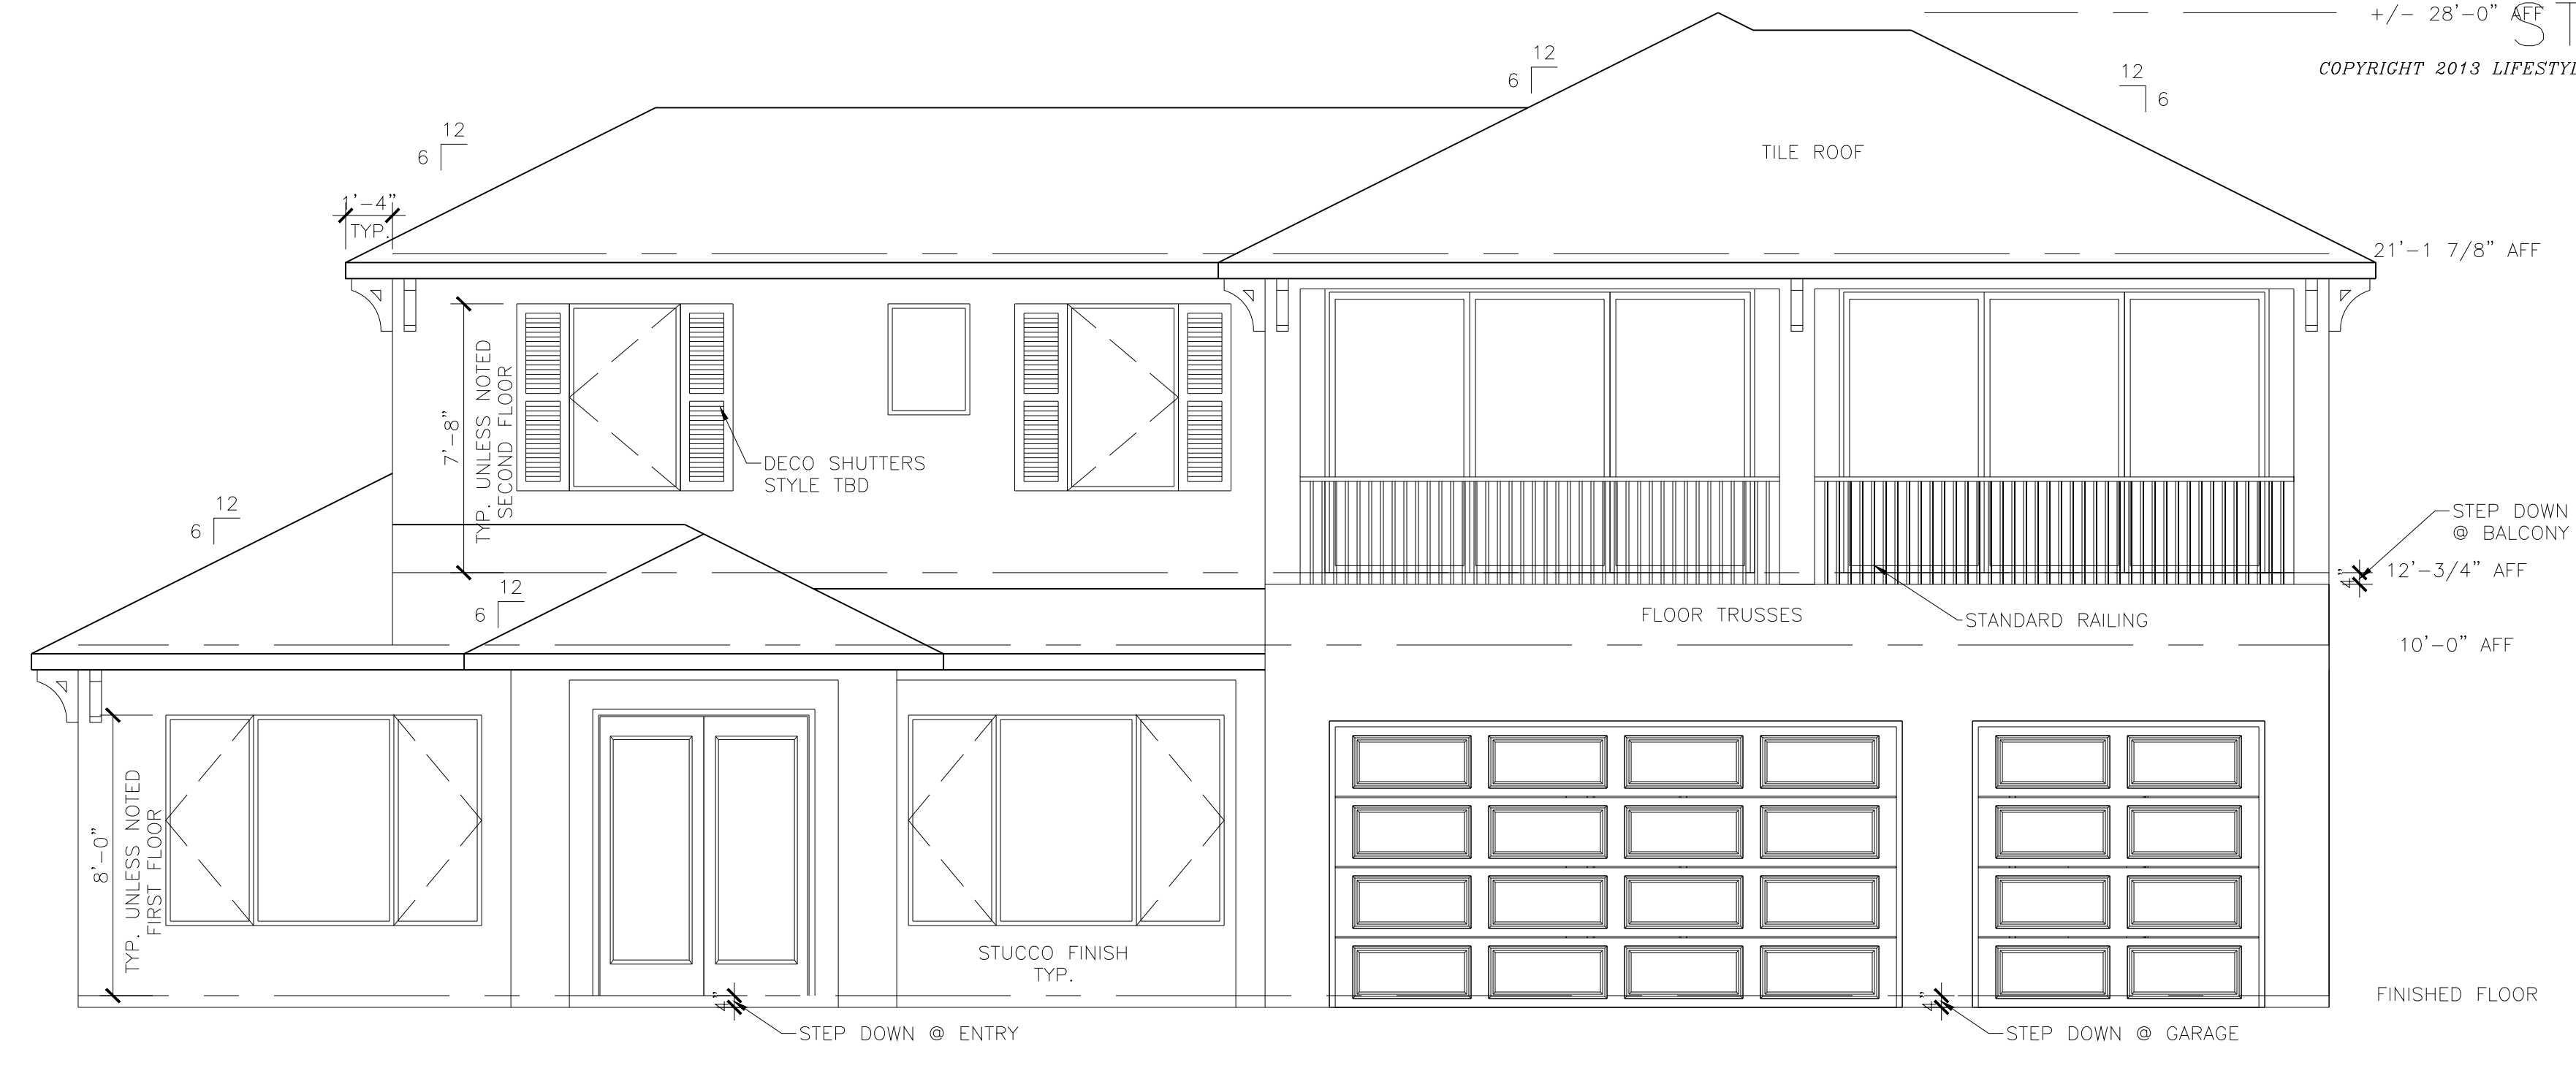 +/- 28'-0" AFF
ST
COPYRIGHT 2013 LIFESTYL
12
6
12
6
12
6
TILE ROOF
1'-4"
TYP.
21'-1 7/8" AFF
7'-8"
TYP. UNLESS NOTED
SECOND FLOOR
DECO SHUTTERS
STYLE TBD
12
6
STEP DOWN
@ BALCONY
4"
12'-3/4" AFF
12
6
FLOOR TRUSSES
STANDARD RAILING
10'-0" AFF
8'-0"
TYP. UNLESS NOTED
FIRST FLOOR
STUCCO FINISH
TYP.
4"
4"
FINISHED FLOOR
STEP DOWN @ ENTRY
STEP DOWN @ GARAGE